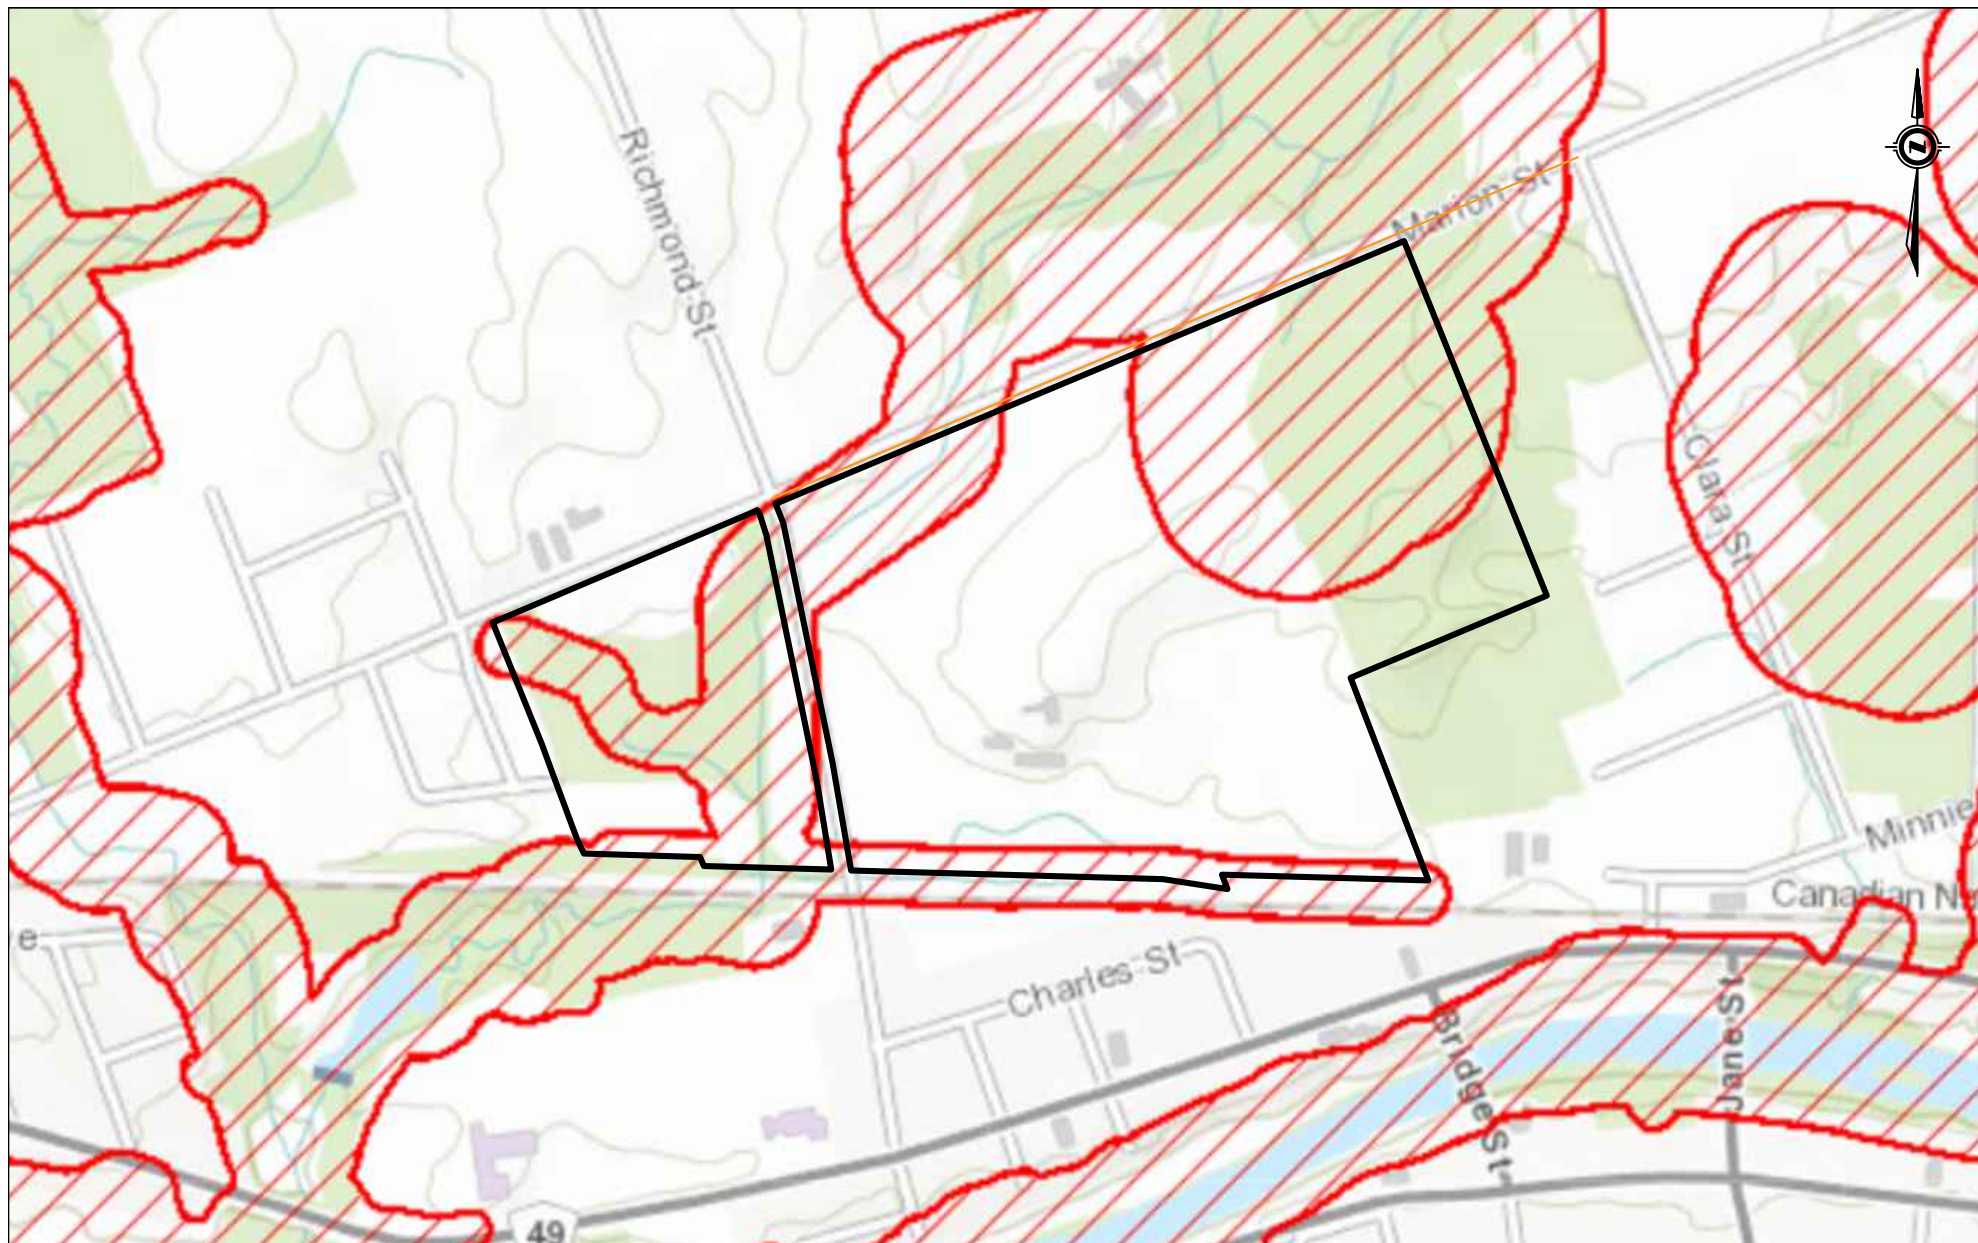 Richmond St
Marion St
Clara St
Minnie
Canadian N
e
Charles St
Bridge St
Jane St
49
N